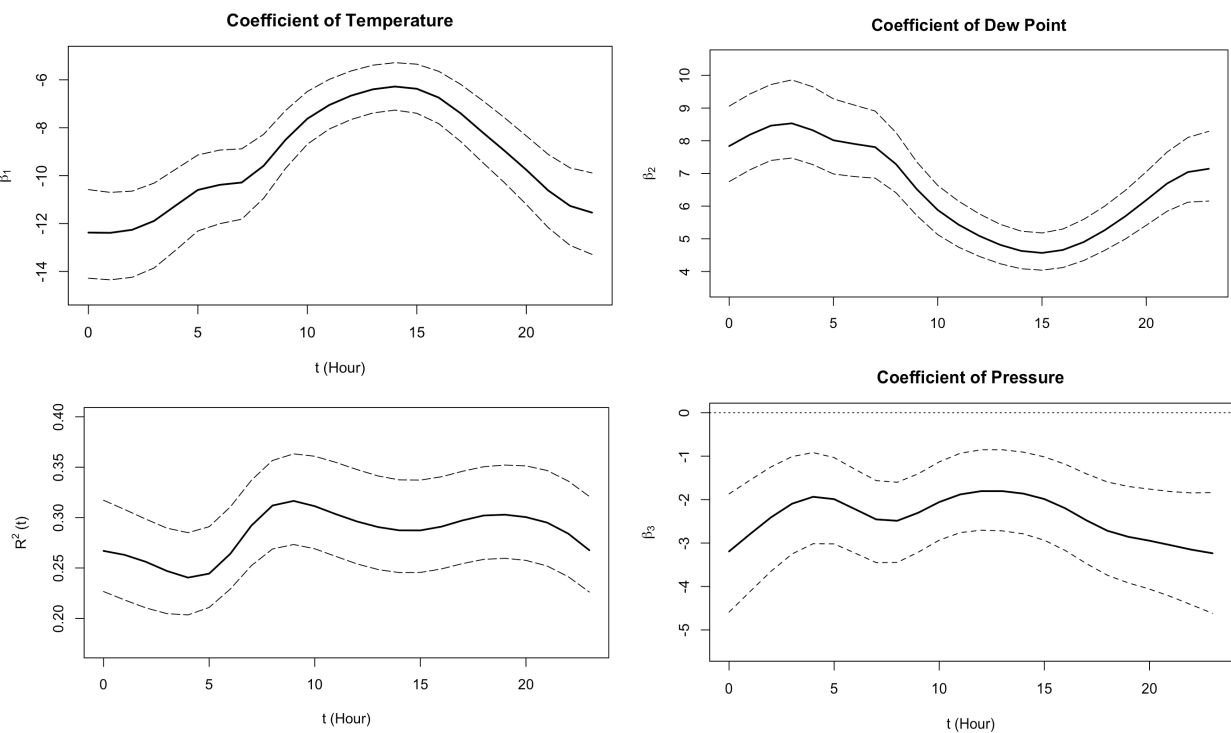 Coefficient of Temperature
β1
-6
-8
-10
-12
-14
0 5 10 15 20
t (Hour)
Coefficient of Dew Point
β2
10
9
8
7
6
5
4
0 5 10 15 20
R² (t)
0.40
0.35
0.30
0.25
0.20
0 5 10 15 20
t (Hour)
Coefficient of Pressure
β3
0
-1
-2
-3
-4
-5
0 5 10 15 20
t (Hour)